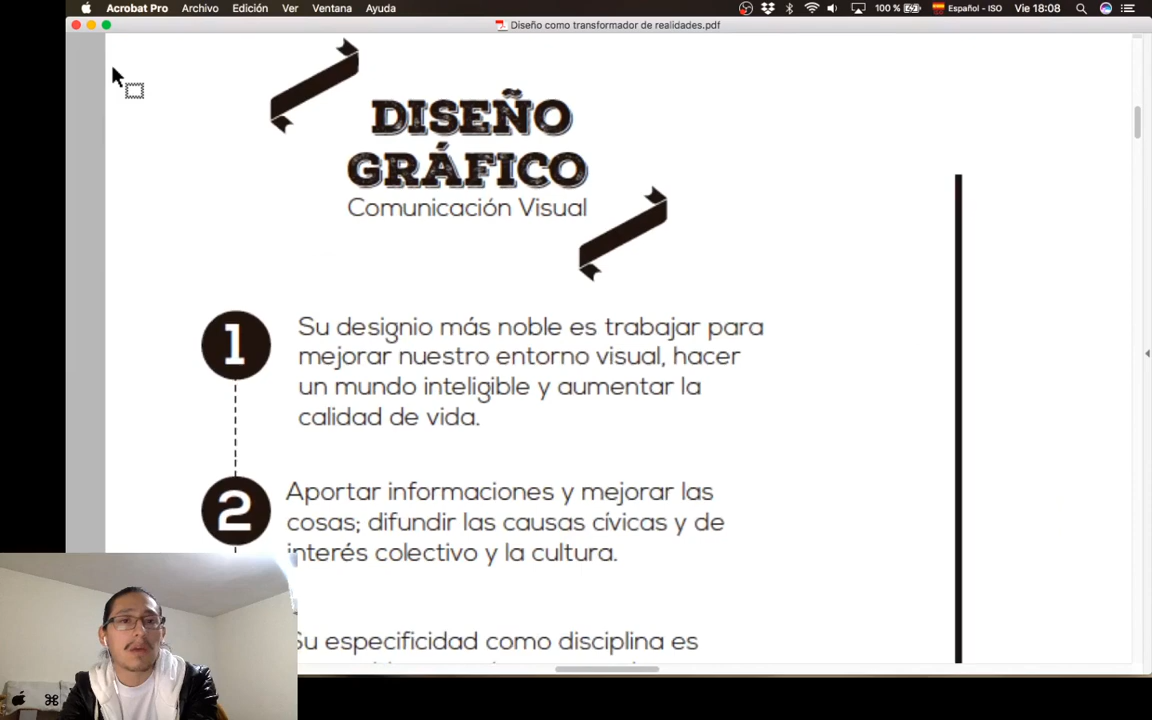 Acrobat Pro Archivo Edición Ver Ventana Ayuda 100 % Español - ISO Vie 18:08
Diseño como transformador de realidades.pdf
DISEÑO
GRÁFICO
Comunicación Visual
1
Su designio más noble es trabajar para
mejorar nuestro entorno visual, hacer
un mundo inteligible y aumentar la
calidad de vida.
2
Aportar informaciones y mejorar las
cosas; difundir las causas cívicas y de
interés colectivo y la cultura.
Su especificidad como disciplina es